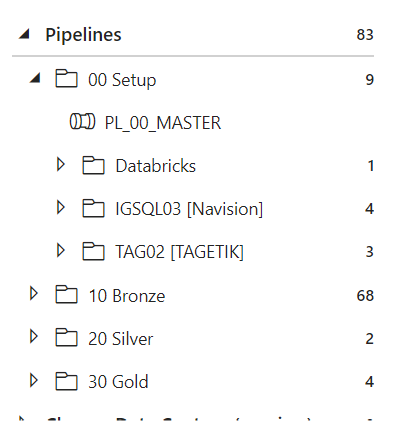 Pipelines 83
00 Setup 9
PL_00_MASTER
Databricks 1
IGSQL03 [Navision] 4
TAG02 [TAGETIK] 3
10 Bronze 68
20 Silver 2
30 Gold 4